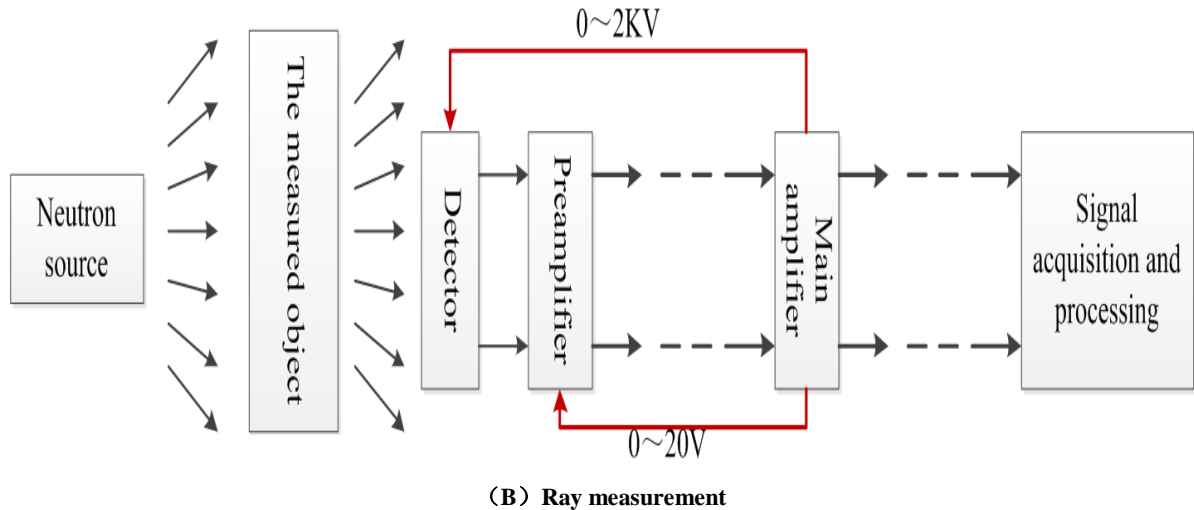 0～2KV
Neutron
source
The measured object
Detector
Preamplifier
Main
amplifier
Signal
acquisition and
processing
0～20V
（B）Ray measurement